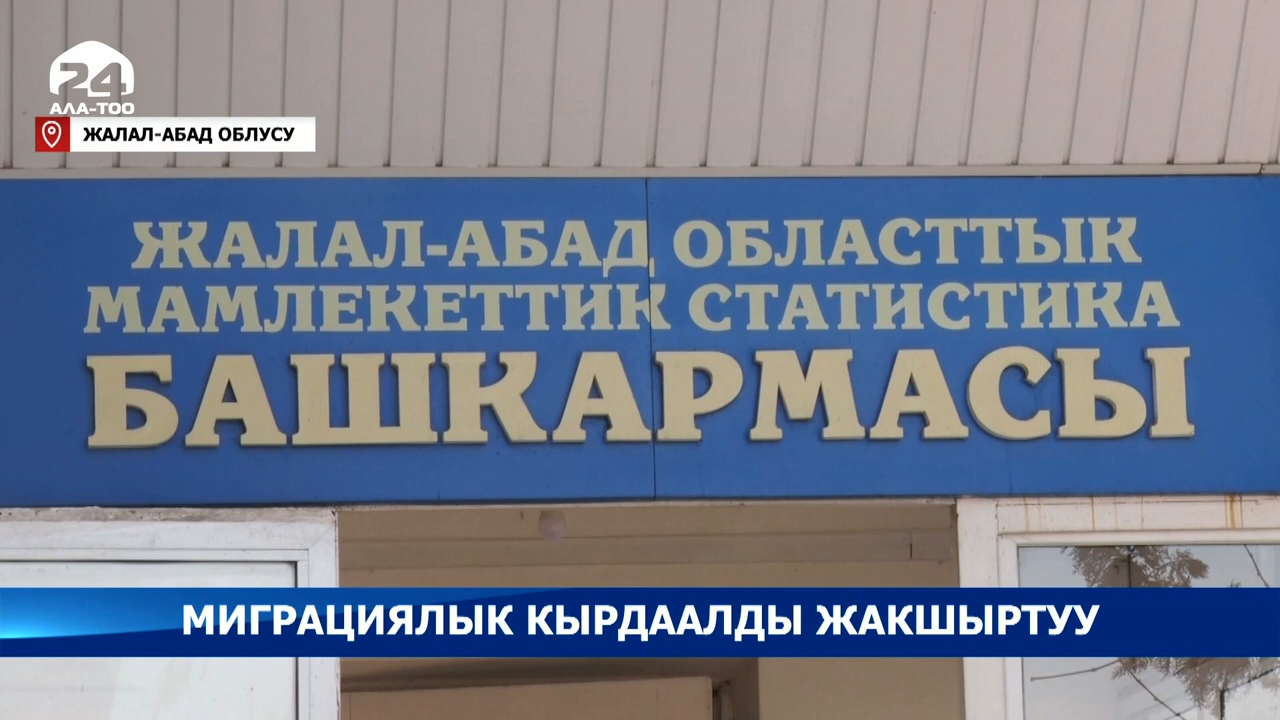 24
АЛА-ТОО
ЖАЛАЛ-АБАД ОБЛУСУ
ЖАЛАЛ-АБАД ОБЛАСТТЫК
МАМЛЕКЕТТИК СТАТИСТИКА
БАШКАРМАСЫ
МИГРАЦИЯЛЫК КЫРДААЛДЫ ЖАКШЫРТУУ